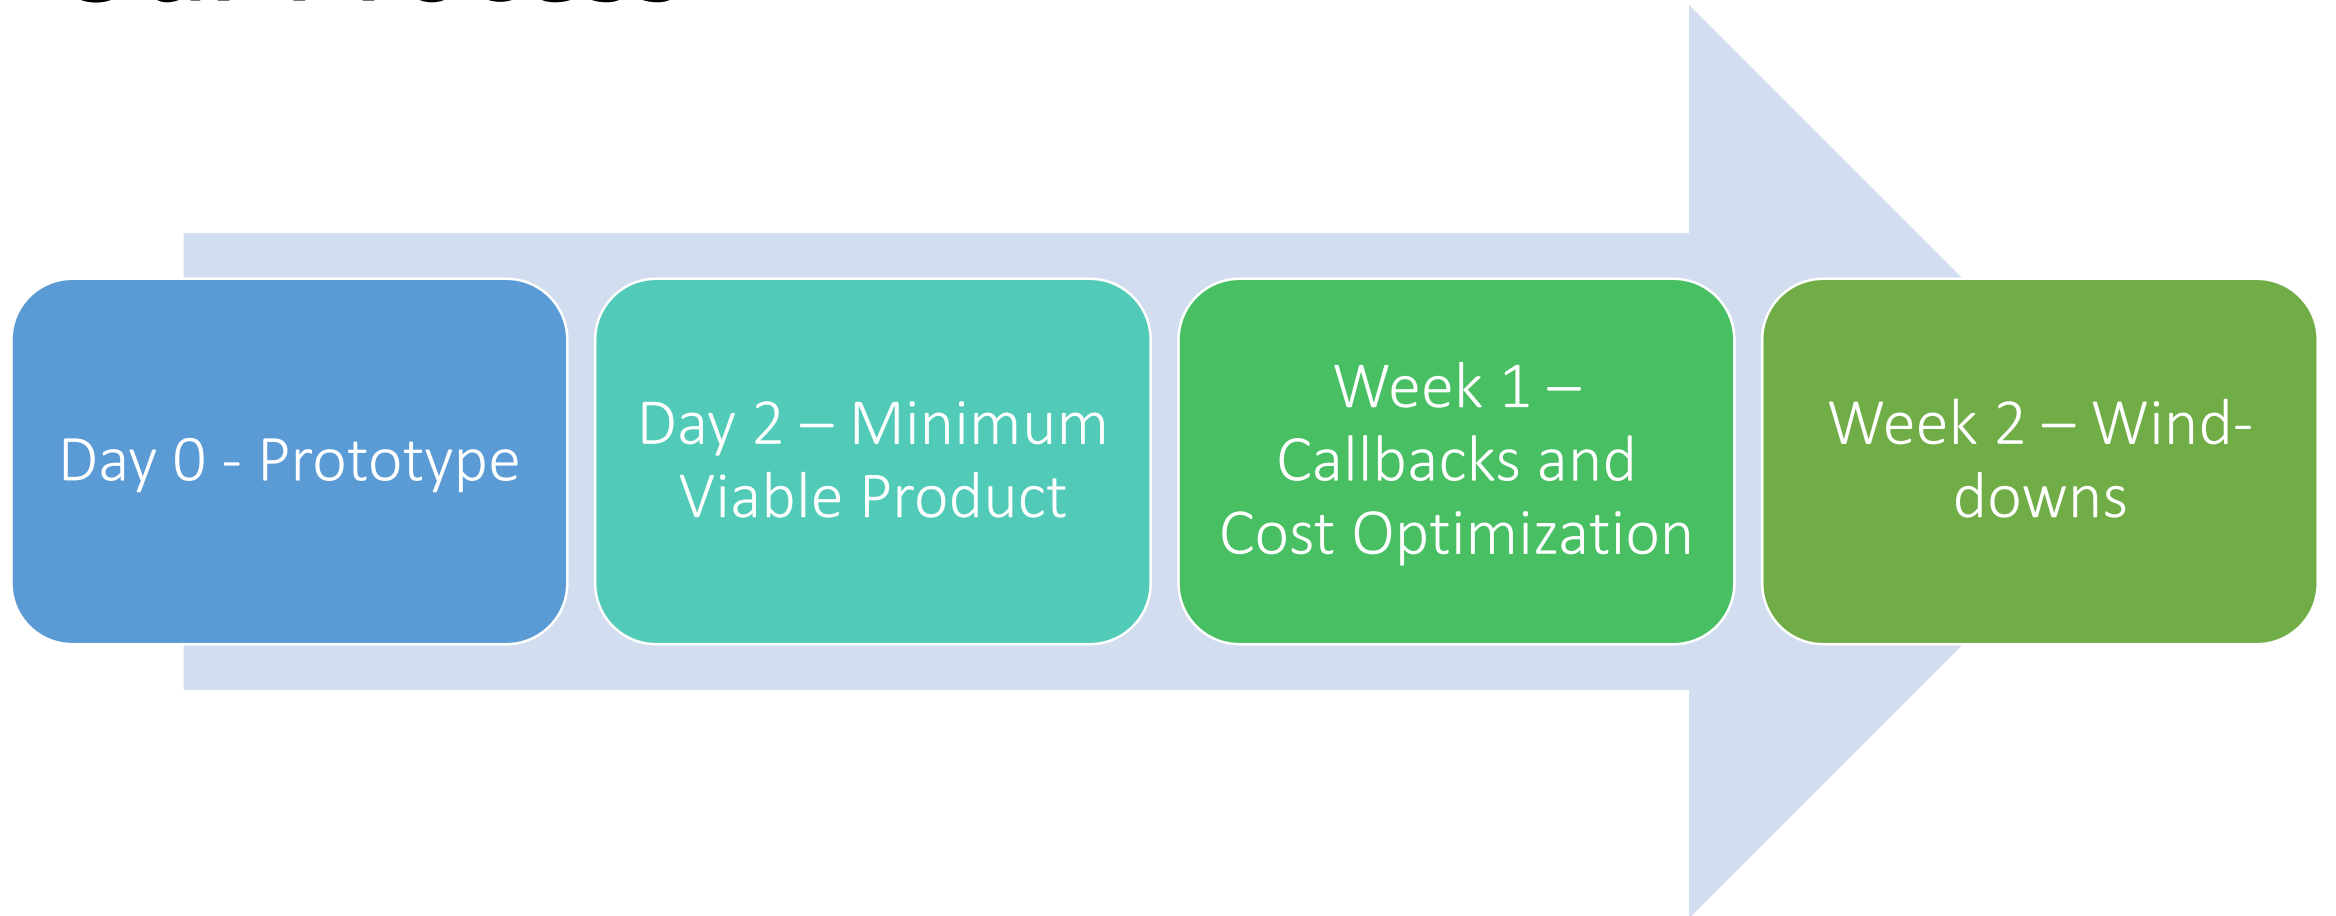 Day 0 - Prototype
Day 2 – Minimum
Viable Product
Week 1 –
Callbacks and
Cost Optimization
Week 2 – Wind-
downs